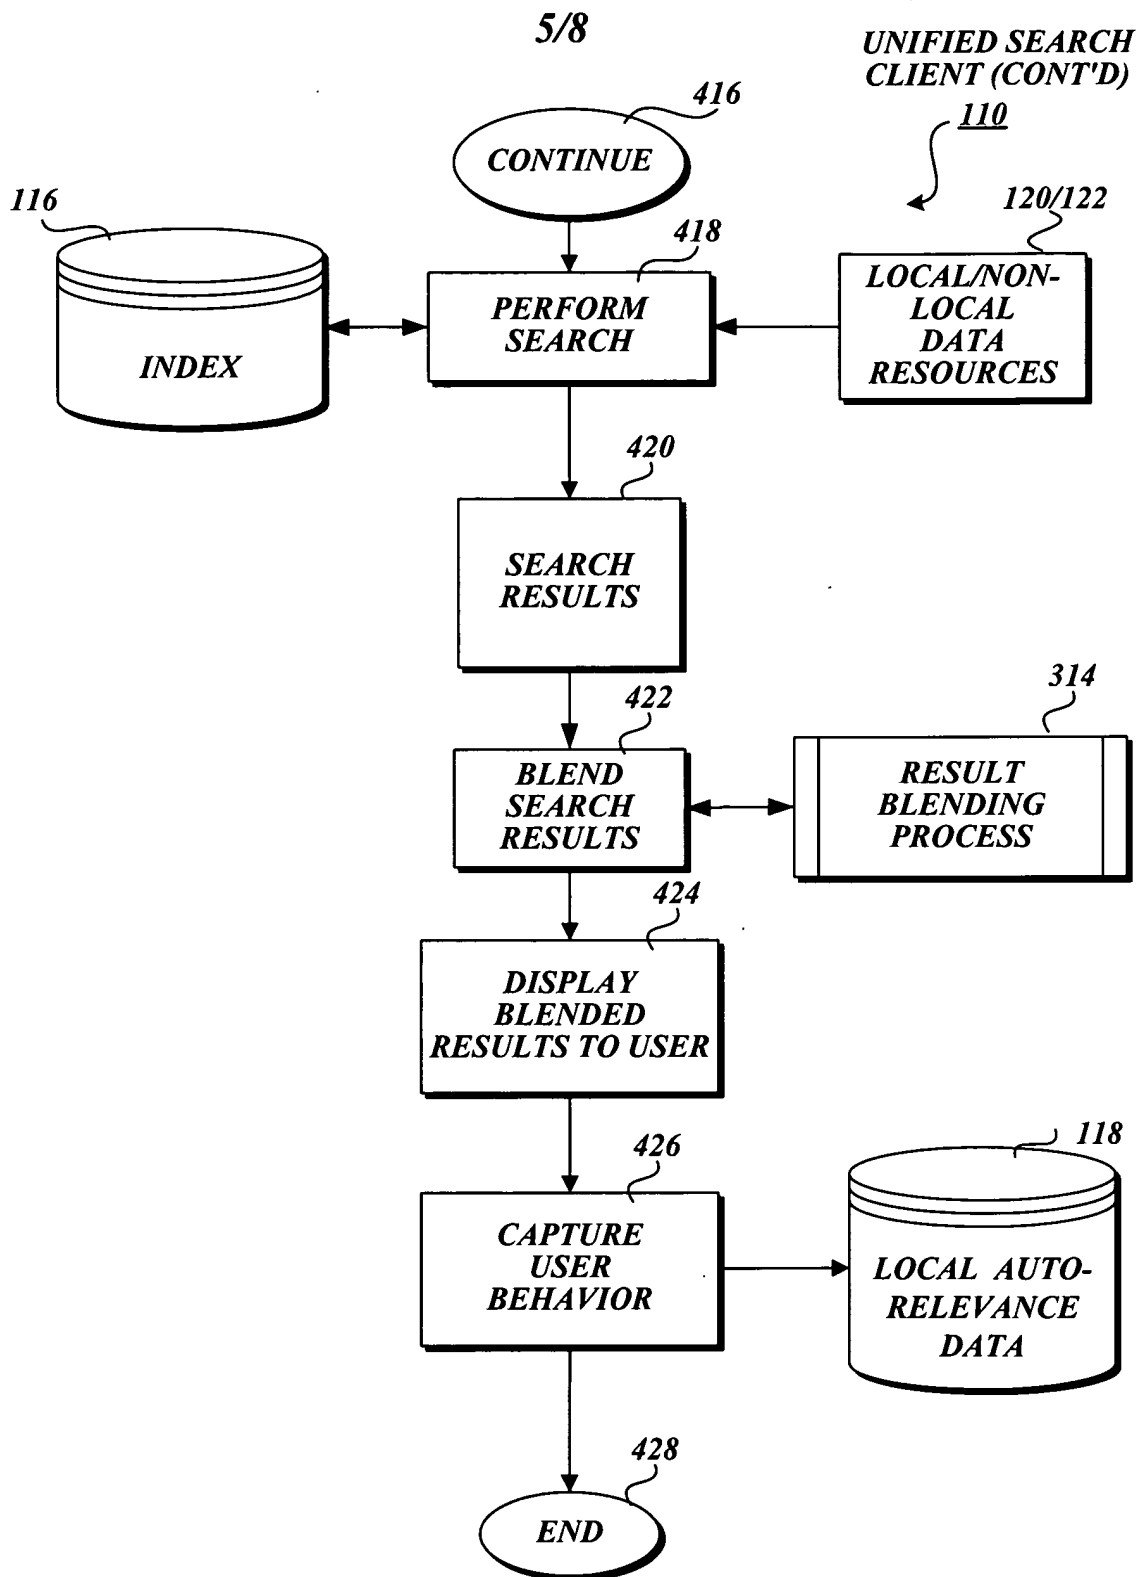 5/8
UNIFIED SEARCH
CLIENT (CONT'D)
110
416
CONTINUE
116
INDEX
418
PERFORM
SEARCH
120/122
LOCAL/NON-
LOCAL
DATA
RESOURCES
420
SEARCH
RESULTS
422
BLEND
SEARCH
RESULTS
314
RESULT
BLENDING
PROCESS
424
DISPLAY
BLENDED
RESULTS TO USER
426
CAPTURE
USER
BEHAVIOR
118
LOCAL AUTO-
RELEVANCE
DATA
428
END